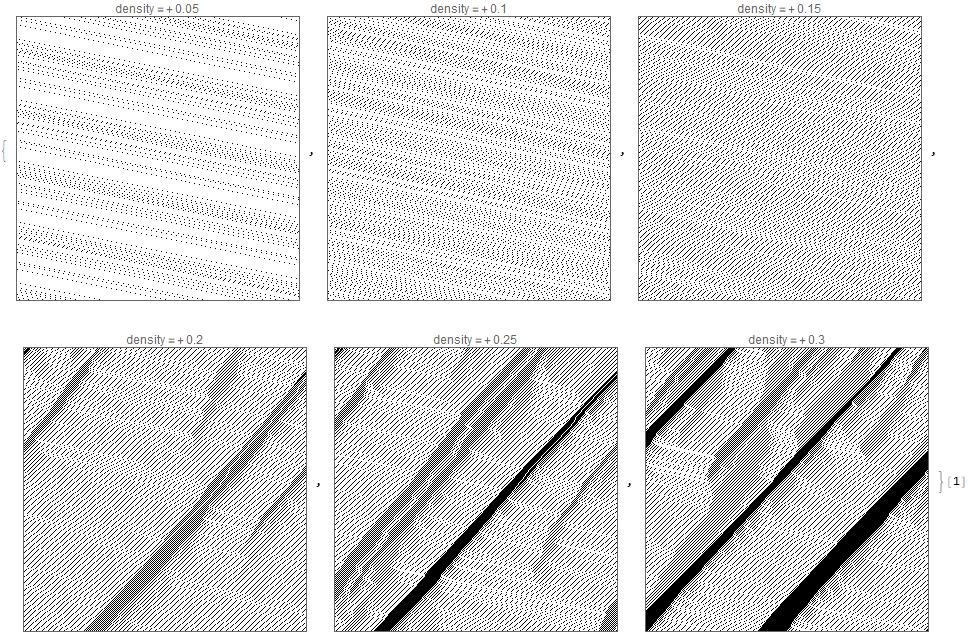 density = + 0.05
density = + 0.1
density = + 0.15
{ , , ,
density = + 0.2
density = + 0.25
density = + 0.3
, , } (1)